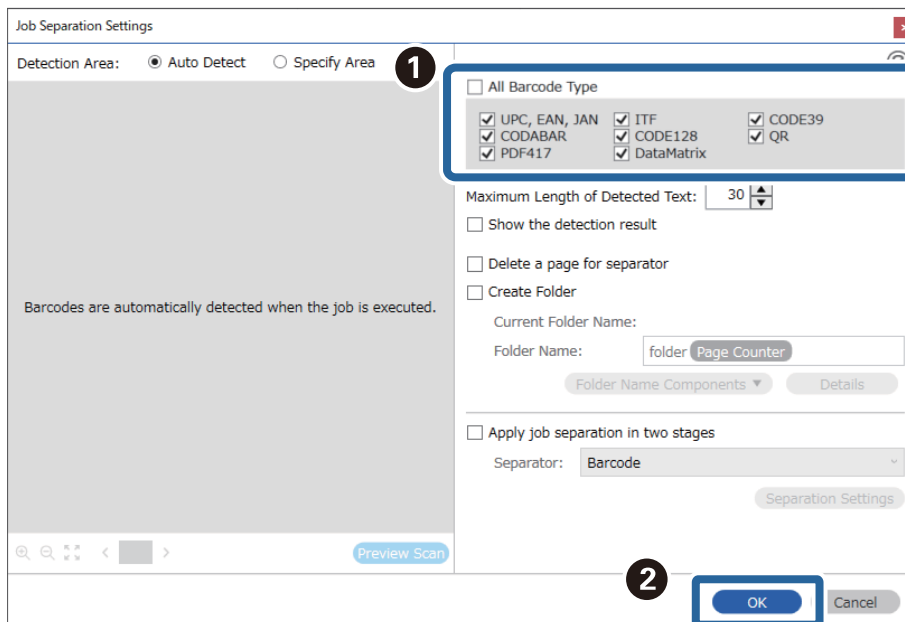 Job Separation Settings
Detection Area: Auto Detect Specify Area
1
All Barcode Type
UPC, EAN, JAN ITF CODE39
CODABAR CODE128 QR
PDF417 DataMatrix
Maximum Length of Detected Text: 30
Show the detection result
Delete a page for separator
Barcodes are automatically detected when the job is executed.
Create Folder
Current Folder Name:
Folder Name: folder Page Counter
Folder Name Components Details
Apply job separation in two stages
Separator: Barcode
Separation Settings
Preview Scan
2
OK Cancel